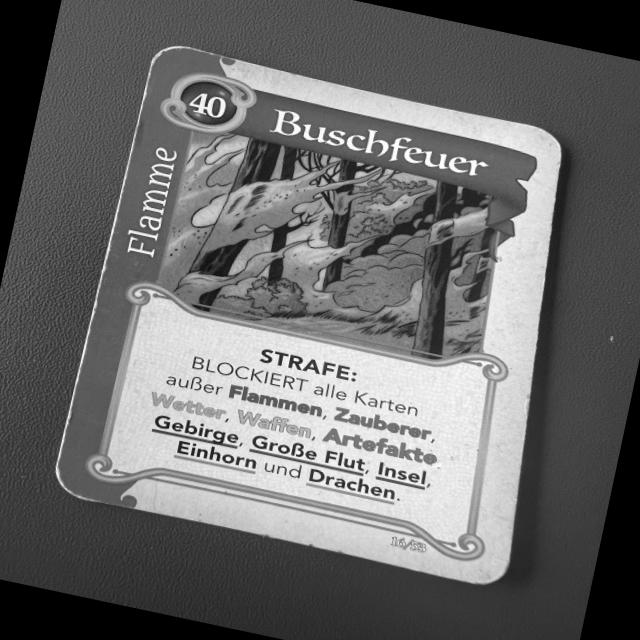 40
Buschfeuer
Flamme
STRAFE:
BLOCKIERT alle Karten
außer Flammen, Zauberer,
Wetter, Waffen, Artefakte,
Gebirge, Große Flut, Insel,
Einhorn und Drachen.